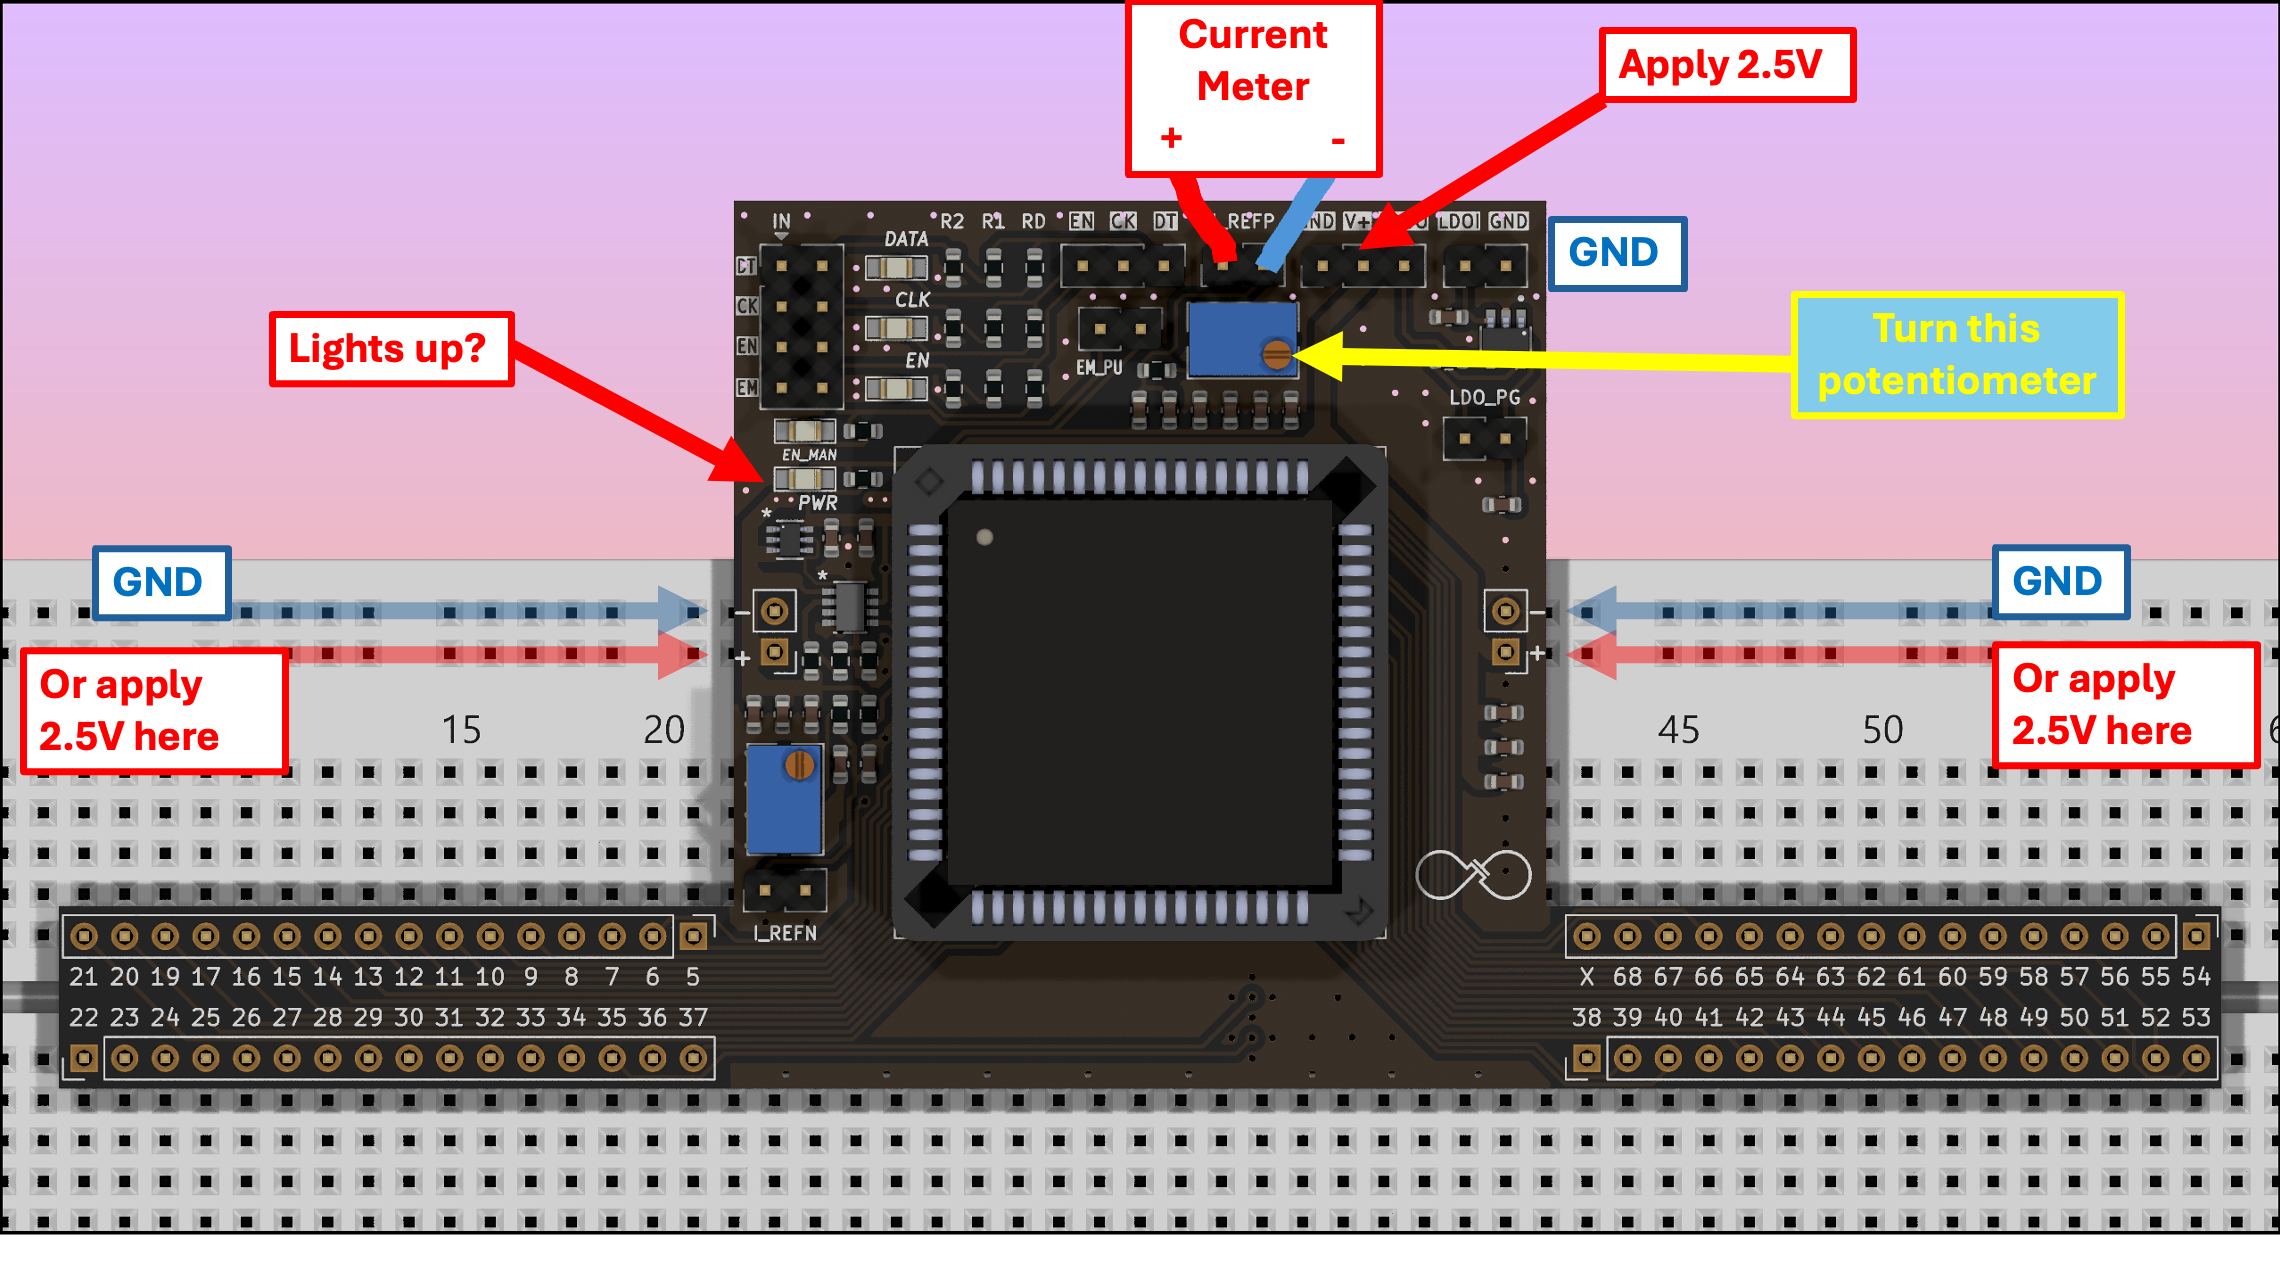 Current
Meter
+ -
Apply 2.5V
IN
R2 R1 RD EN CK DT REFP ND V+ LDOI GND
GND
DATA
CT
CLK
CK
Turn this
potentiometer
Lights up?
EN
EN
EM_PU
EM
LDO_PG
EN_MAN
PWR
*
*
GND
GND
- -
+ +
Or apply
2.5V here
Or apply
2.5V here
15 20 45 50
I_REFN
21 20 19 17 16 15 14 13 12 11 10 9 8 7 6 5
X 68 67 66 65 64 63 62 61 60 59 58 57 56 55 54
22 23 24 25 26 27 28 29 30 31 32 33 34 35 36 37
38 39 40 41 42 43 44 45 46 47 48 49 50 51 52 53